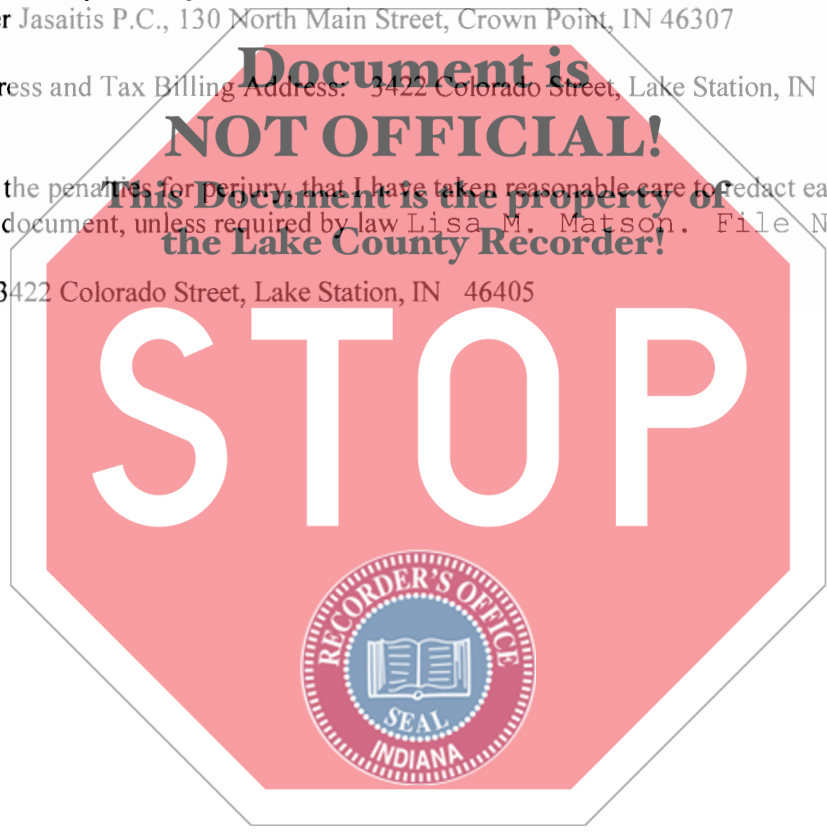 r Jasaitis P.C., 130 North Main Street, Crown Point, IN 46307
Document is
ress and Tax Billing Address: 3422 Colorado Street, Lake Station, IN
NOT OFFICIAL!
the penalties for perjury, that I have taken reasonable care to redact ea
This Document is the property of
document, unless required by law Lisa M. Matson. File N
the Lake County Recorder!
3422 Colorado Street, Lake Station, IN 46405
STOP
RECORDER'S OFFICE
SEAL
INDIANA